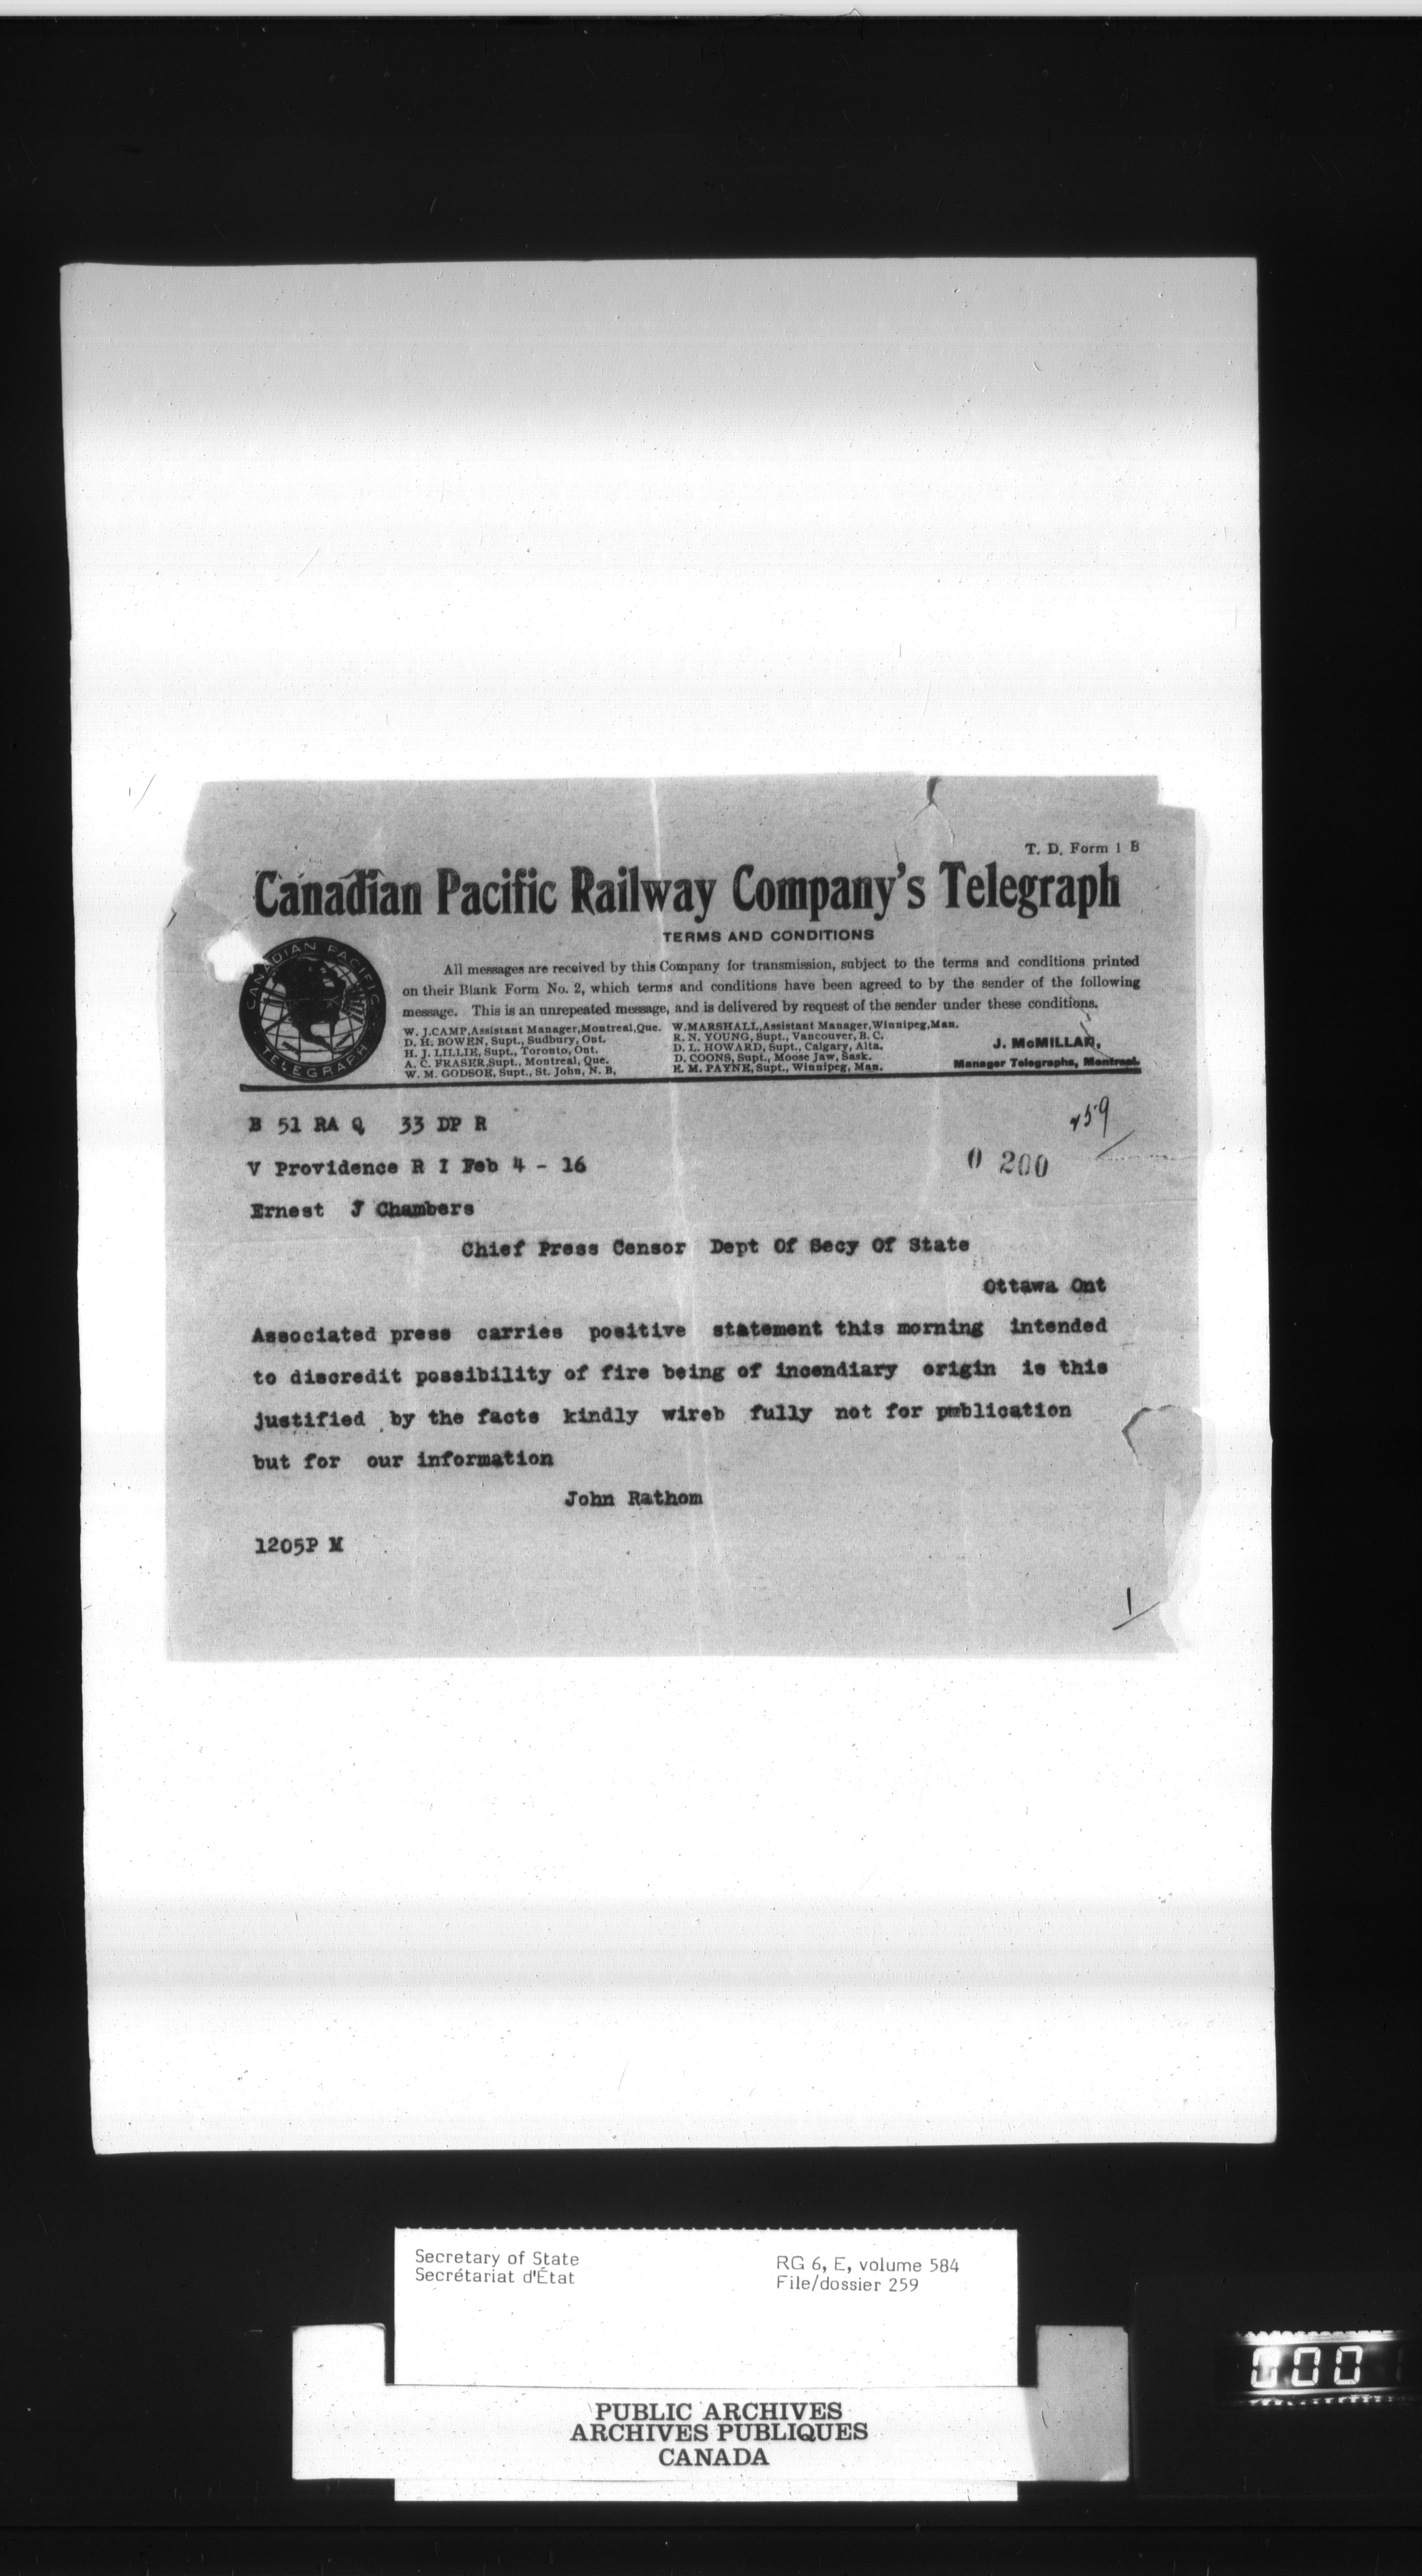 T. D. Form 1 B
Canadian Pacific Railway Company's Telegraph
TERMS AND CONDITIONS
CANADIAN PACIFIC
TELEGRAPH
All messages are received by this Company for transmission, subject to the terms and conditions printed
on their Blank Form No. 2, which terms and conditions have been agreed to by the sender of the following
message. This is an unrepeated message, and is delivered by request of the sender under these conditions.
W. J.CAMP,Assistant Manager,Montreal,Que.
D. H. BOWEN, Supt., Sudbury, Ont.
H. J. LILLIE, Supt., Toronto, Ont.
A. C. FRASER,Supt., Montreal, Que.
W. M. GODSOE, Supt., St. John, N. B,
W.MARSHALL,Assistant Manager,Winnipeg,Man.
R. N. YOUNG, Supt., Vancouver, B. C.
D. L. HOWARD, Supt., Calgary, Alta.
D. COONS, Supt., Moose Jaw, Sask.
R. M. PAYNE, Supt., Winnipeg, Man.
J. McMILLAN,
Manager Telegraphs, Montreal.
B 51 RA Q 33 DP R
V Providence R I Feb 4 - 16
0 200
Ernest J Chambers
Chief Press Censor Dept Of Secy Of State
Ottawa Ont
Associated press carries positive statement this morning intended
to discredit possibility of fire being of incendiary origin is this
justified by the facts kindly wireb fully not for pmblication
but for our information
John Rathom
1205P M
1
Secretary of State
Secrétariat d'État
RG 6, E, volume 584
File/dossier 259
PUBLIC ARCHIVES
ARCHIVES PUBLIQUES
CANADA